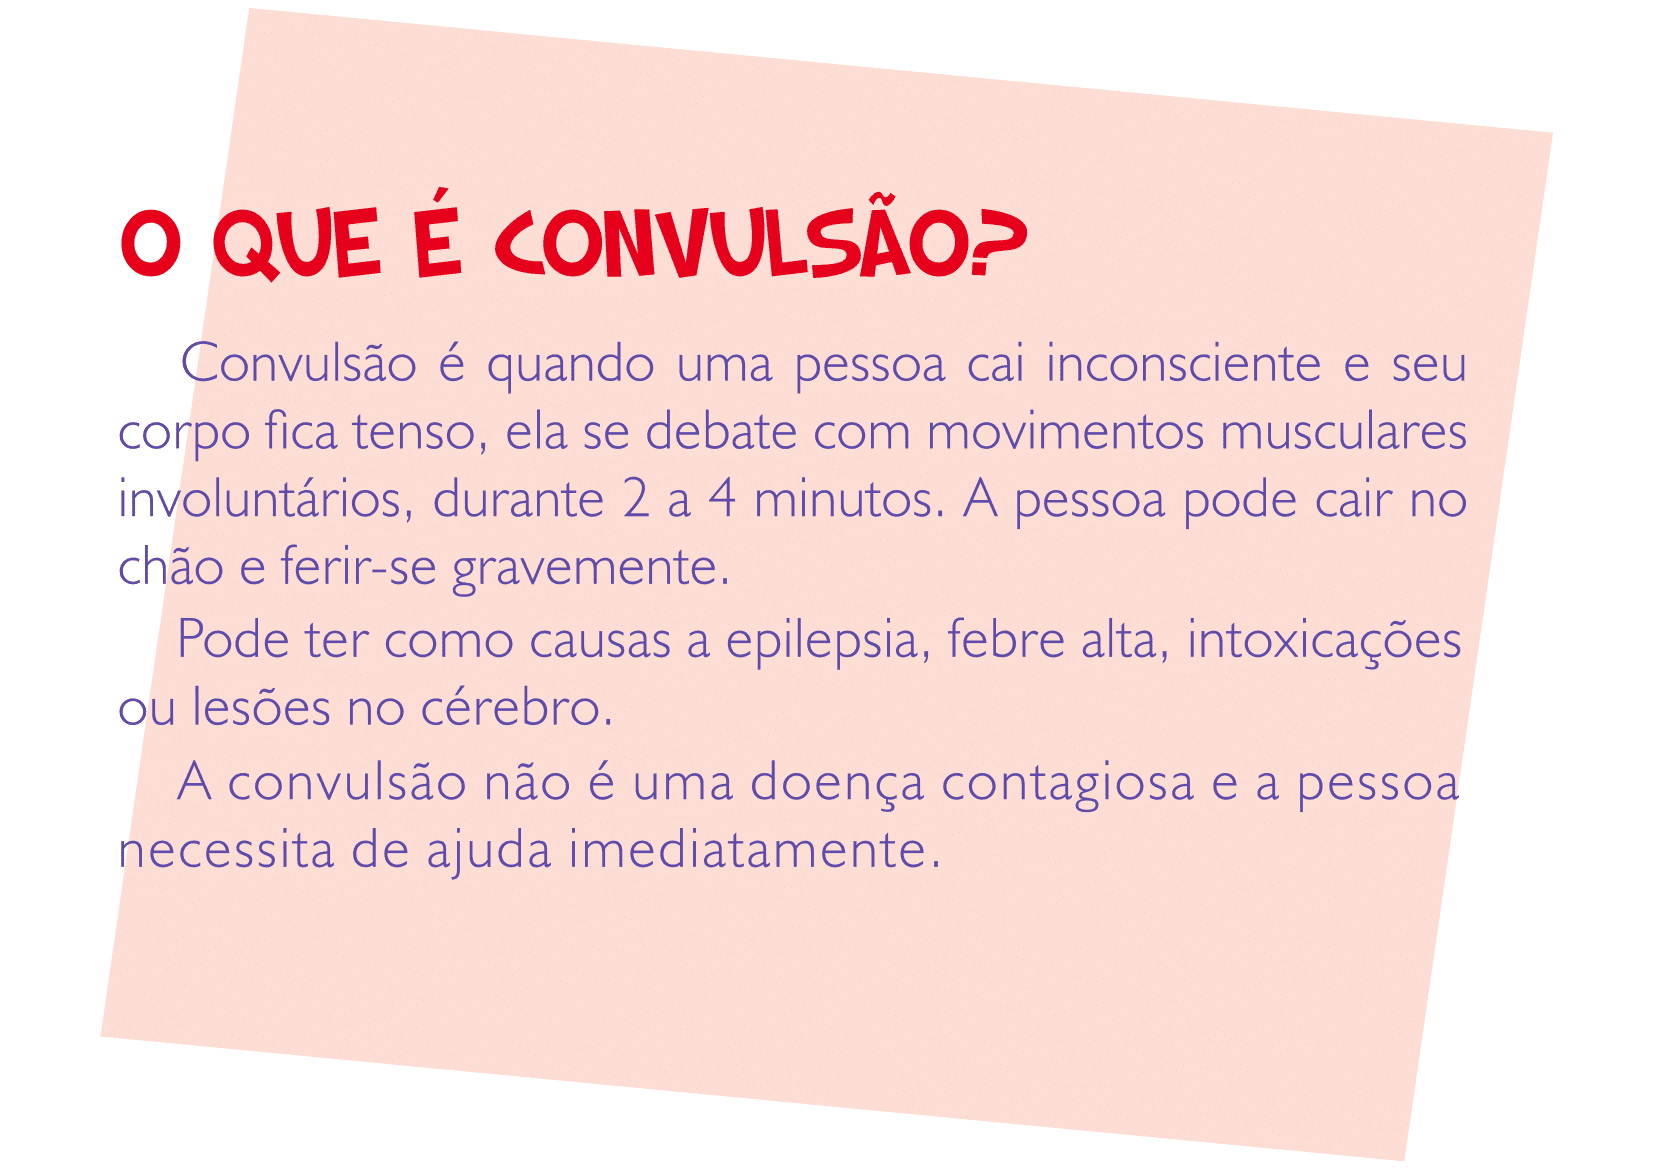 O QUE É CONVULSÃO?
Convulsão é quando uma pessoa cai inconsciente e seu
corpo fica tenso, ela se debate com movimentos musculares
involuntários, durante 2 a 4 minutos. A pessoa pode cair no
chão e ferir-se gravemente.
Pode ter como causas a epilepsia, febre alta, intoxicações
ou lesões no cérebro.
A convulsão não é uma doença contagiosa e a pessoa
necessita de ajuda imediatamente.